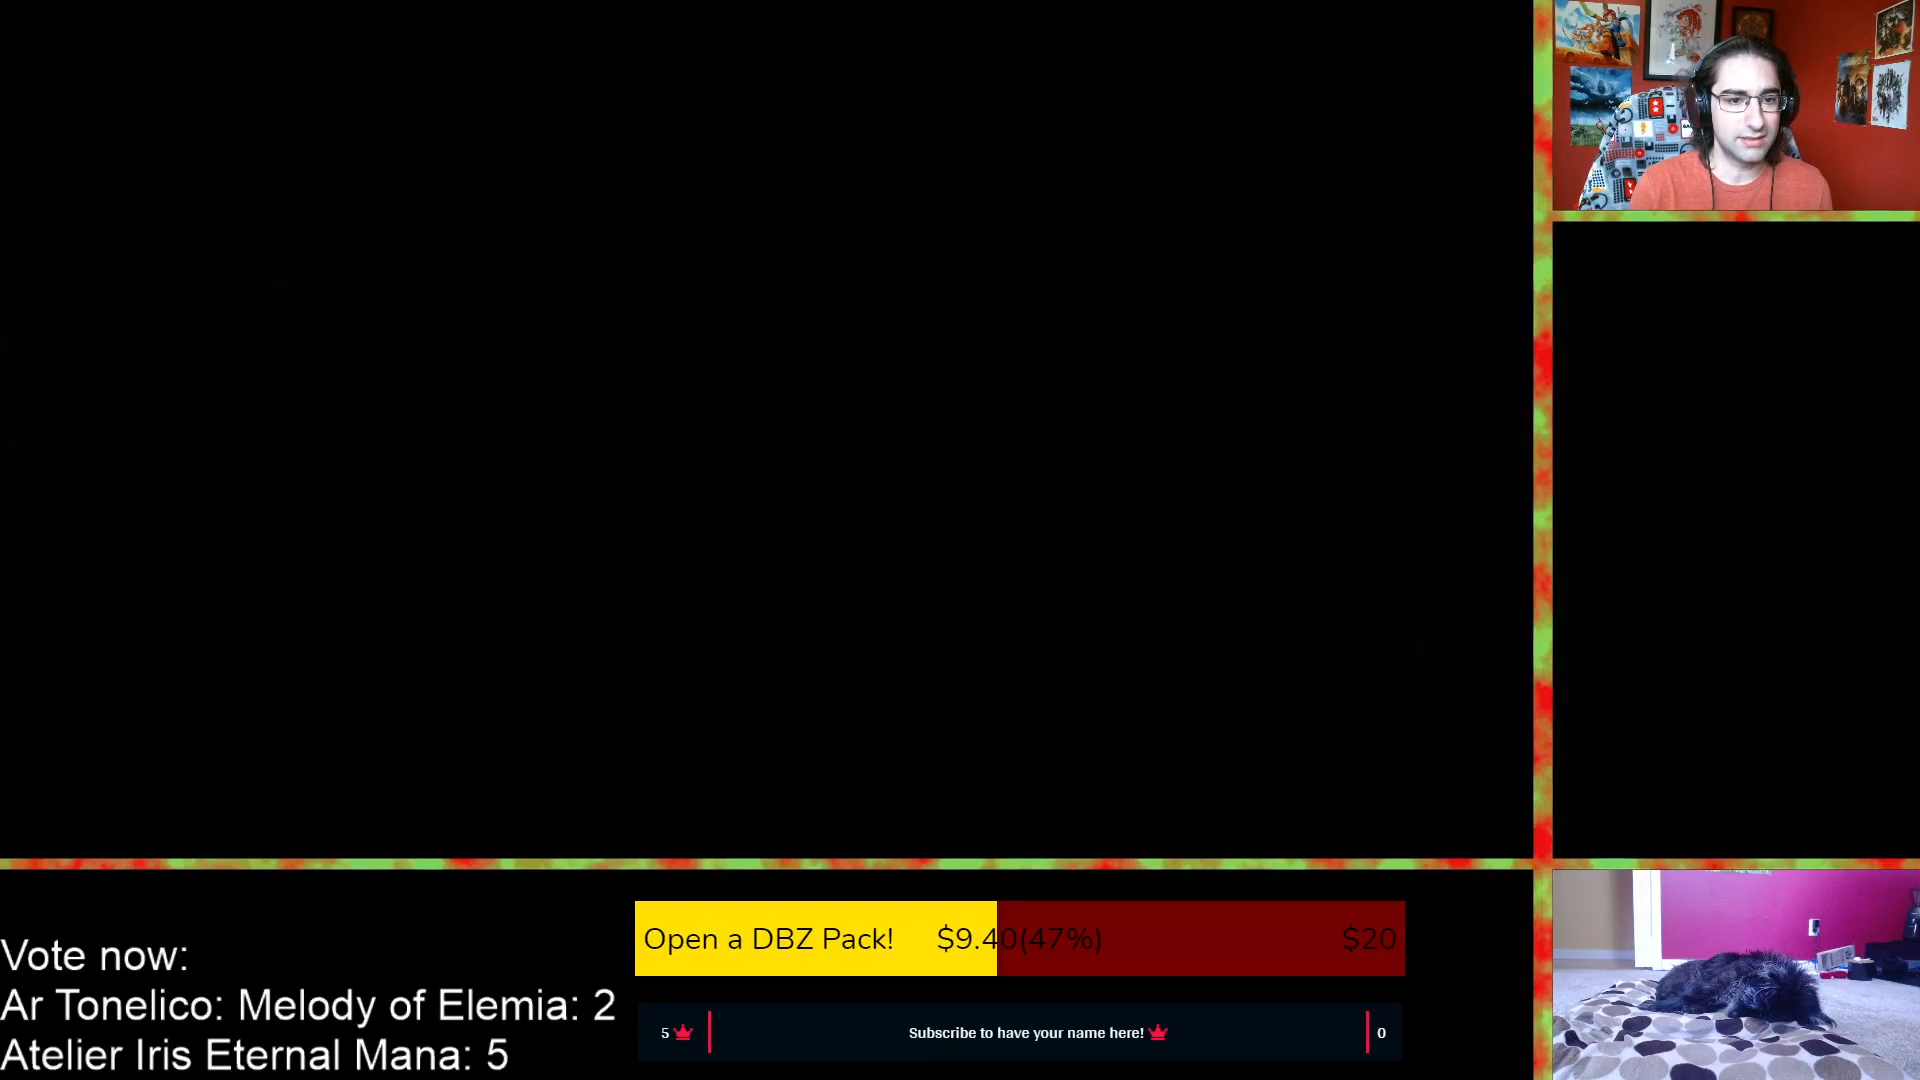 Open a DBZ Pack! $9.40(47%) $20
Vote now:
Ar Tonelico: Melody of Elemia: 2
Atelier Iris Eternal Mana: 5
5 Subscribe to have your name here! 0